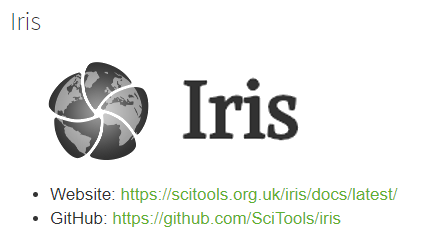 Iris
Iris
Website: https://scitools.org.uk/iris/docs/latest/
GitHub: https://github.com/SciTools/iris